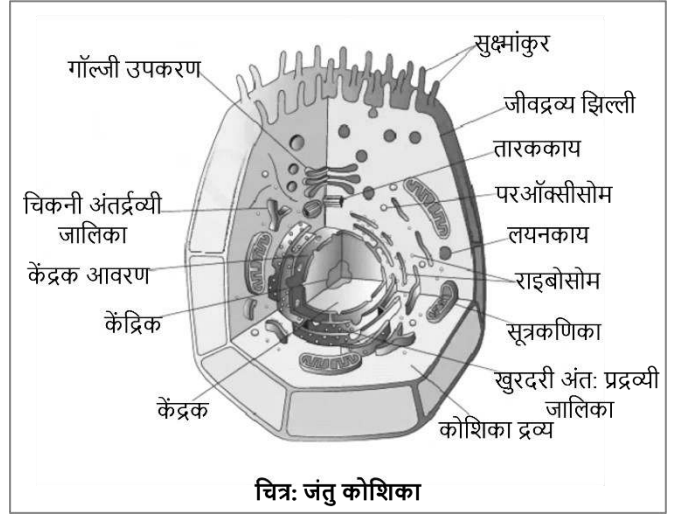 सुक्ष्मांकुर
गॉल्जी उपकरण
जीवद्रव्य झिल्ली
तारककाय
परऑक्सीसोम
चिकनी अंतर्द्रव्यी
जालिका
लयनकाय
केंद्रक आवरण
राइबोसोम
केंद्रिक
सूत्रकणिका
खुरदरी अंत: प्रद्रव्यी
जालिका
केंद्रक
कोशिका द्रव्य
चित्र: जंतु कोशिका